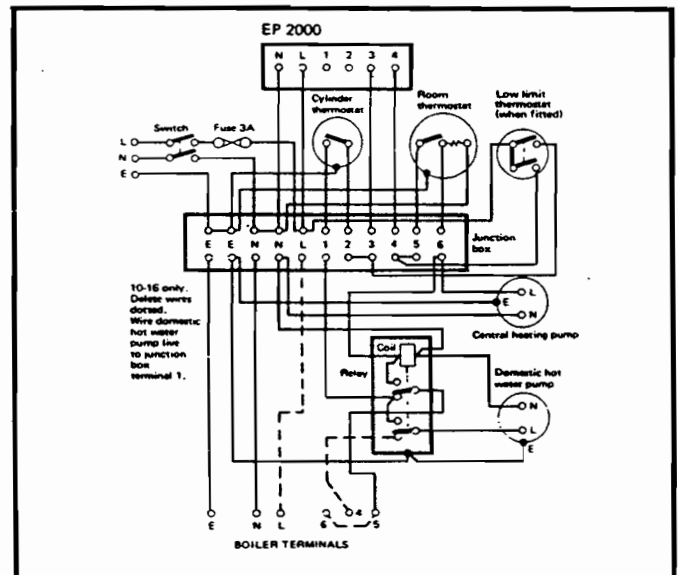 EP 2000
N L 1 2 3 4
Cylinder
thermostat
Room
thermostat
Low limit
thermostat
(when fitted)
Switch Fuse 3A
L
N
E
E E N N L 1 2 3 4 5 6
Junction
box
10-16 only.
Delete wires
dotted.
Wire domestic
hot water
pump live
to junction
box
terminal 1.
L
E
N
Central heating pump
Coil
Relay
Domestic hot
water pump
N
L
E
E N L 6 4 5
BOILER TERMINALS